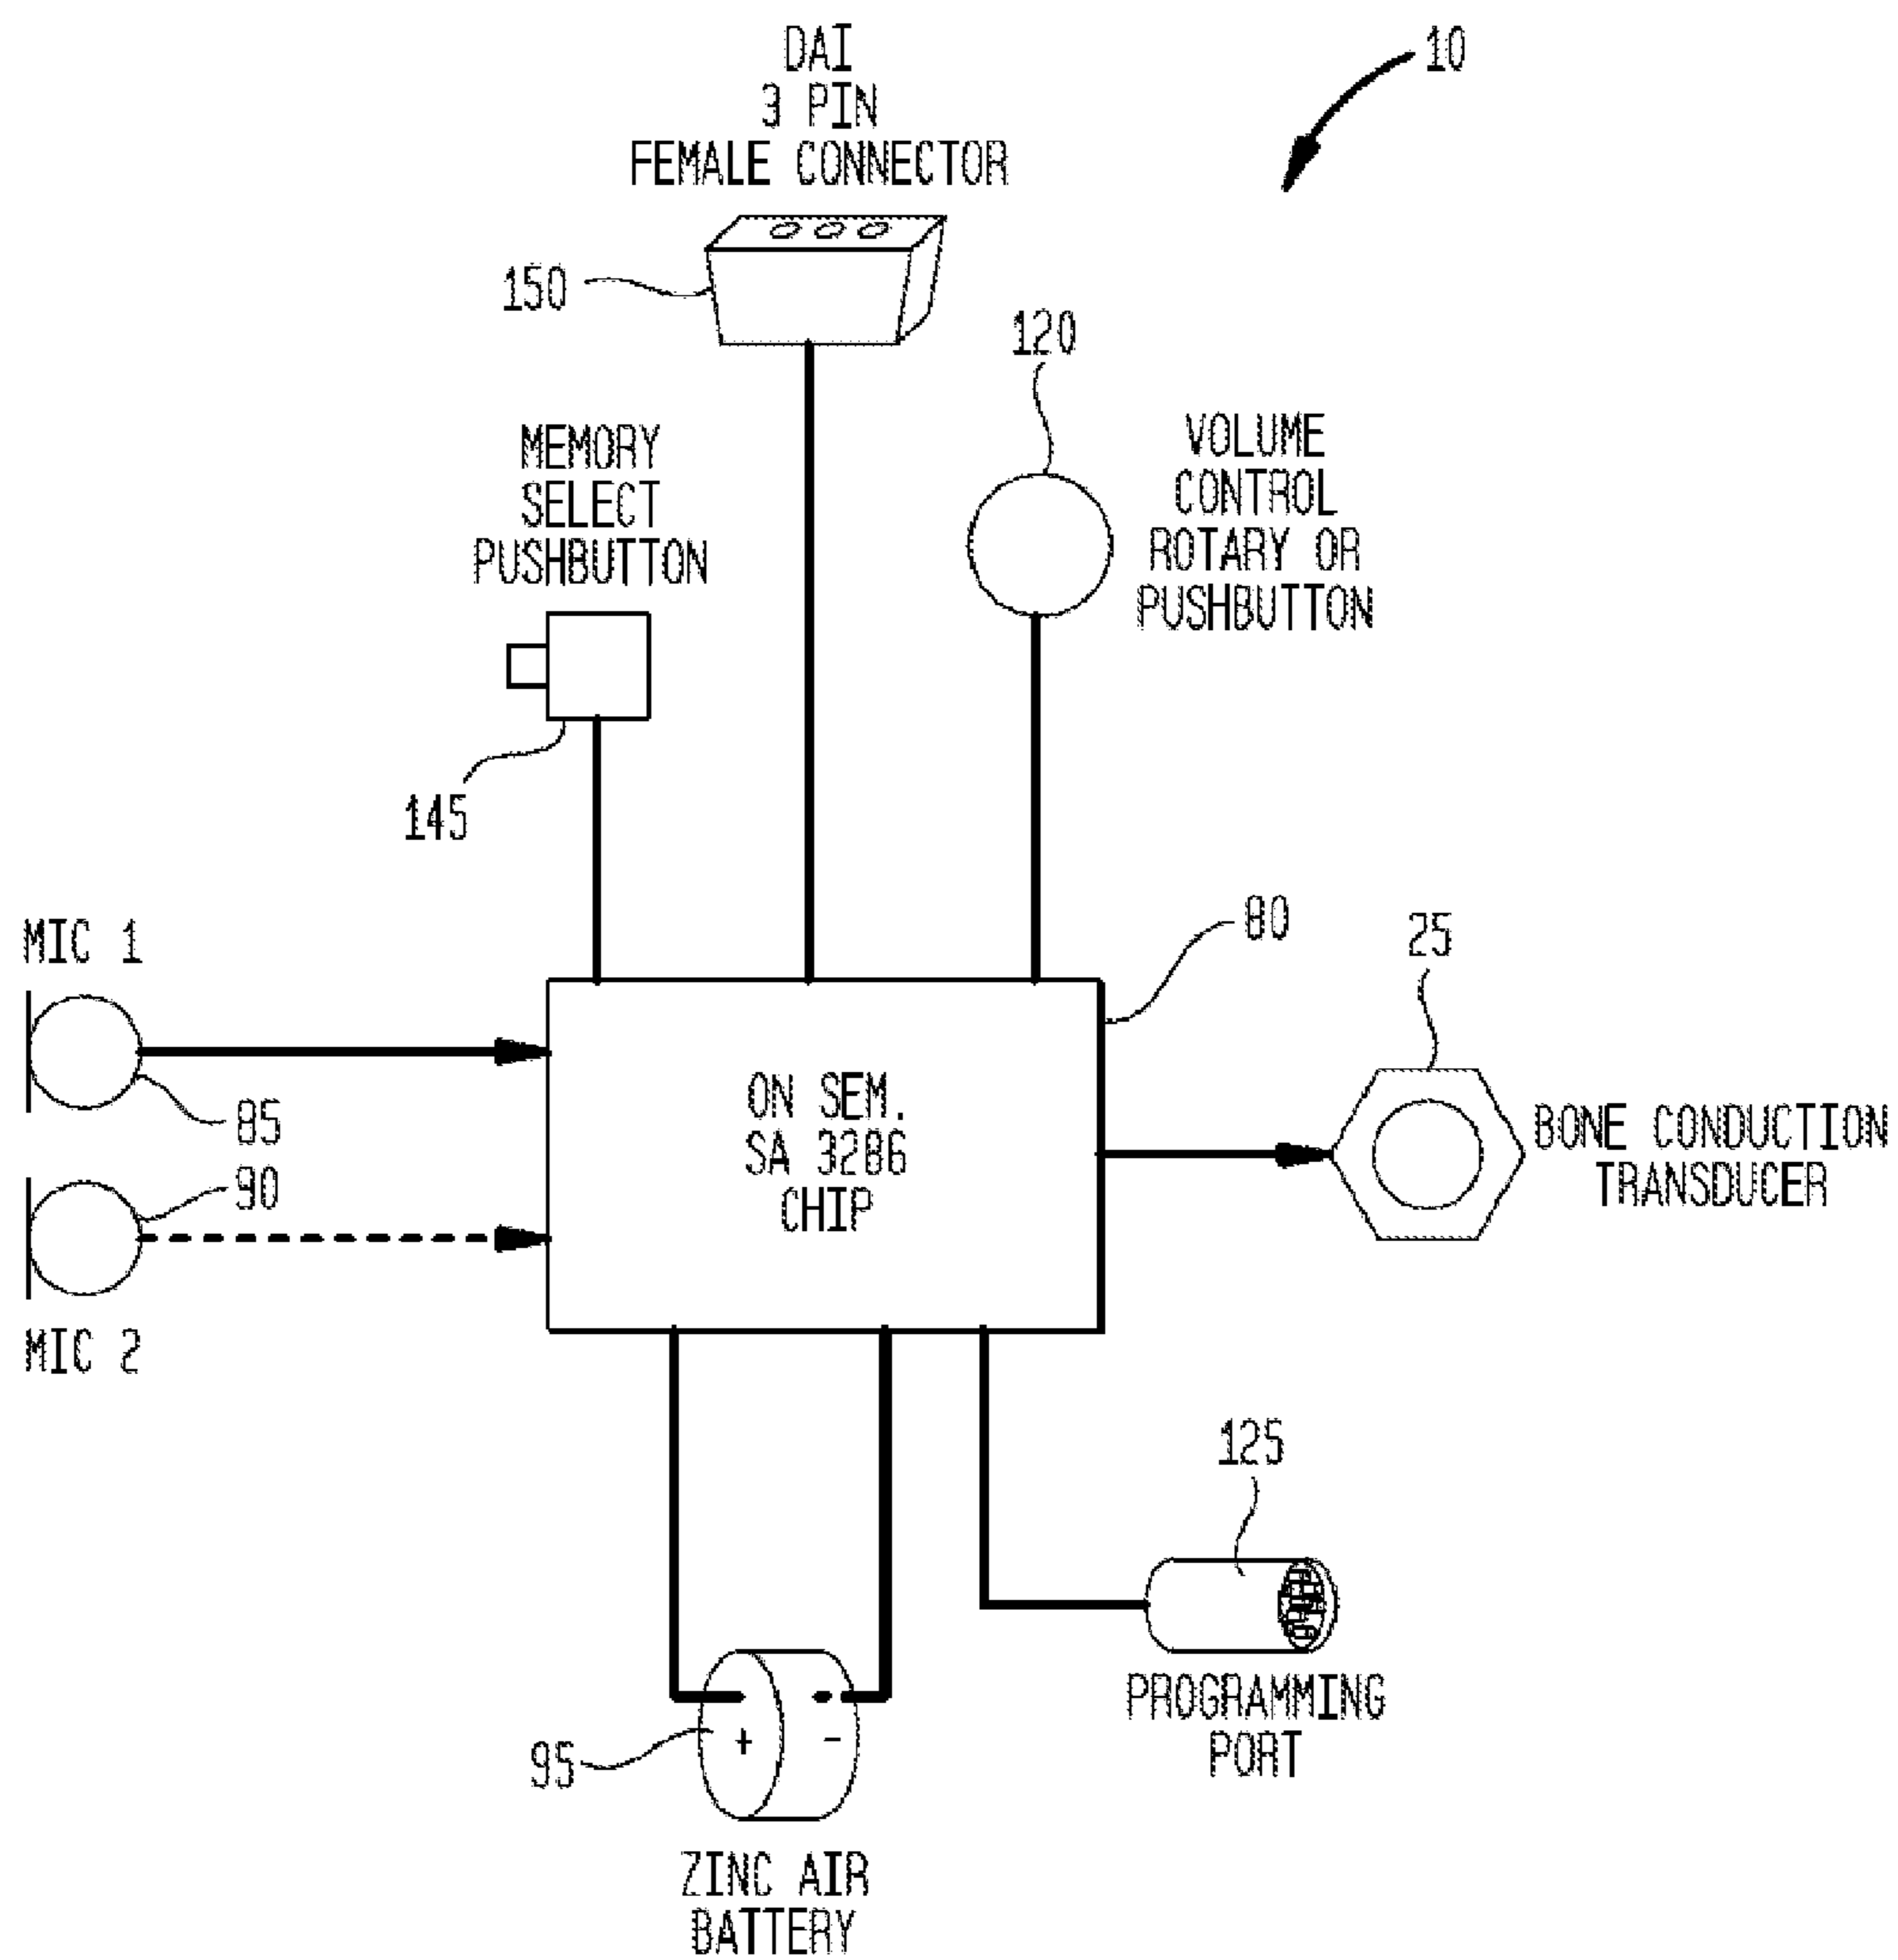 DAI
3 PIN
FEMALE CONNECTOR
10
150
120
MEMORY
SELECT
PUSHBUTTON
VOLUME
CONTROL
ROTARY OR
PUSHBUTTON
145
MIC 1
80
25
85
ON SEM.
SA 3286
CHIP
BONE CONDUCTION
TRANSDUCER
90
MIC 2
125
95
+
-
PROGRAMMING
PORT
ZINC AIR
BATTERY